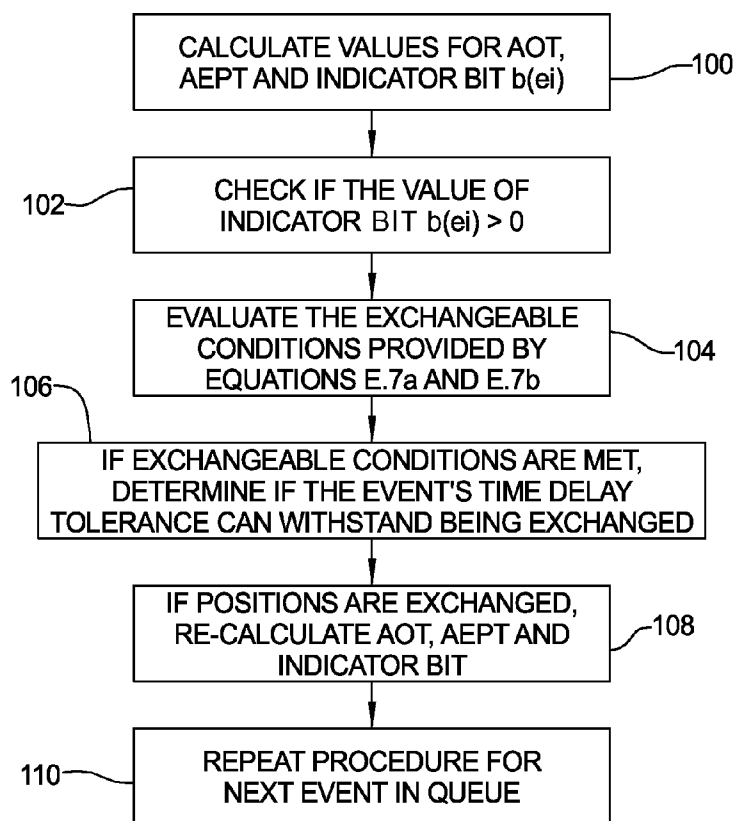 CALCULATE VALUES FOR AOT,
AEPT AND INDICATOR BIT b(ei)
100
102
CHECK IF THE VALUE OF
INDICATOR BIT b(ei) > 0
EVALUATE THE EXCHANGEABLE
CONDITIONS PROVIDED BY
EQUATIONS E.7a AND E.7b
104
106
IF EXCHANGEABLE CONDITIONS ARE MET,
DETERMINE IF THE EVENT'S TIME DELAY
TOLERANCE CAN WITHSTAND BEING EXCHANGED
IF POSITIONS ARE EXCHANGED,
RE-CALCULATE AOT, AEPT AND
INDICATOR BIT
108
110
REPEAT PROCEDURE FOR
NEXT EVENT IN QUEUE